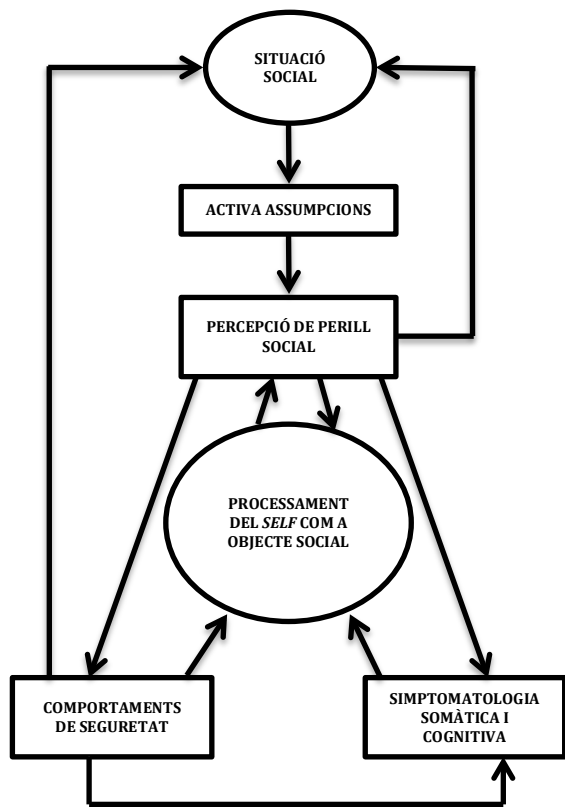 SITUACIÓ
SOCIAL
ACTIVA ASSUMPCIONS
PERCEPCIÓ DE PERILL
SOCIAL
PROCESSAMENT
DEL SELF COM A
OBJECTE SOCIAL
COMPORTAMENTS
DE SEGURETAT
SIMPTOMATOLOGIA
SOMÀTICA I
COGNITIVA